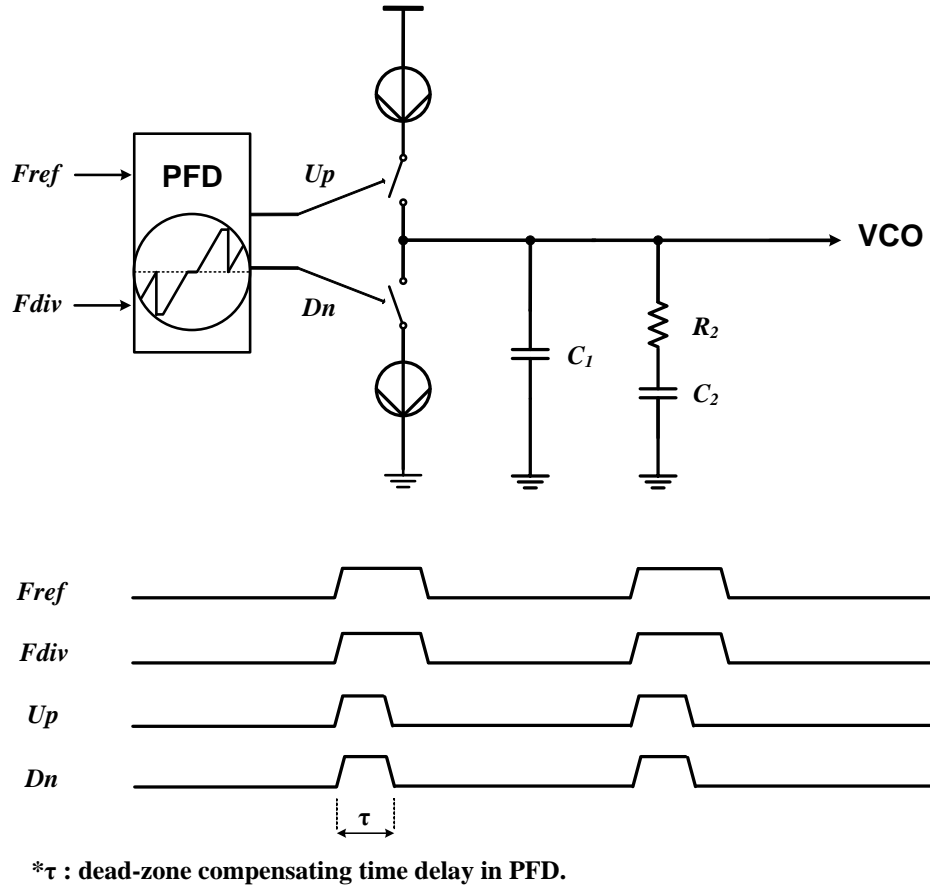 Fref
PFD
Up
VCO
Fdiv
Dn
C1
R2
C2
Fref
Fdiv
Up
Dn
τ
*τ : dead-zone compensating time delay in PFD.